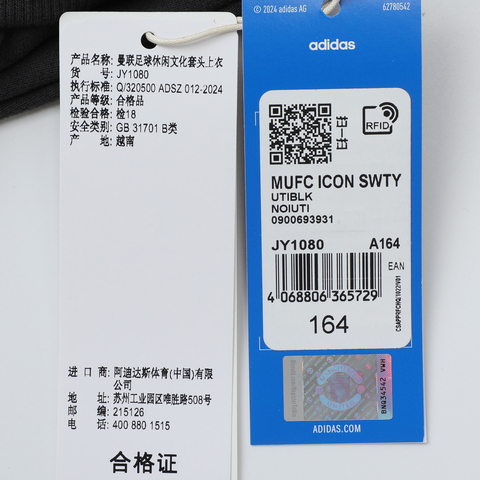 产品名称: 曼联足球休闲文化套头上衣
货 号: JY1080
执行标准: Q/320500 ADSZ 012-2024
产品等级: 合格品
检验合格: 检18
安全类别: GB 31701 B类
产 地: 越南
进 口 商: 阿迪达斯体育(中国)有限
公司
地 址: 苏州工业园区唯胜路508号
邮 编: 215126
电 话: 400 880 1515
合格证
© 2024 adidas AG 62780542
adidas
RFID
MUFC ICON SWTY
UTIBLK
NOIUTI
0900693931
JY1080 A164
EAN
4 068806 365729
164
BNQ93452 VWH
ADIDAS.COM